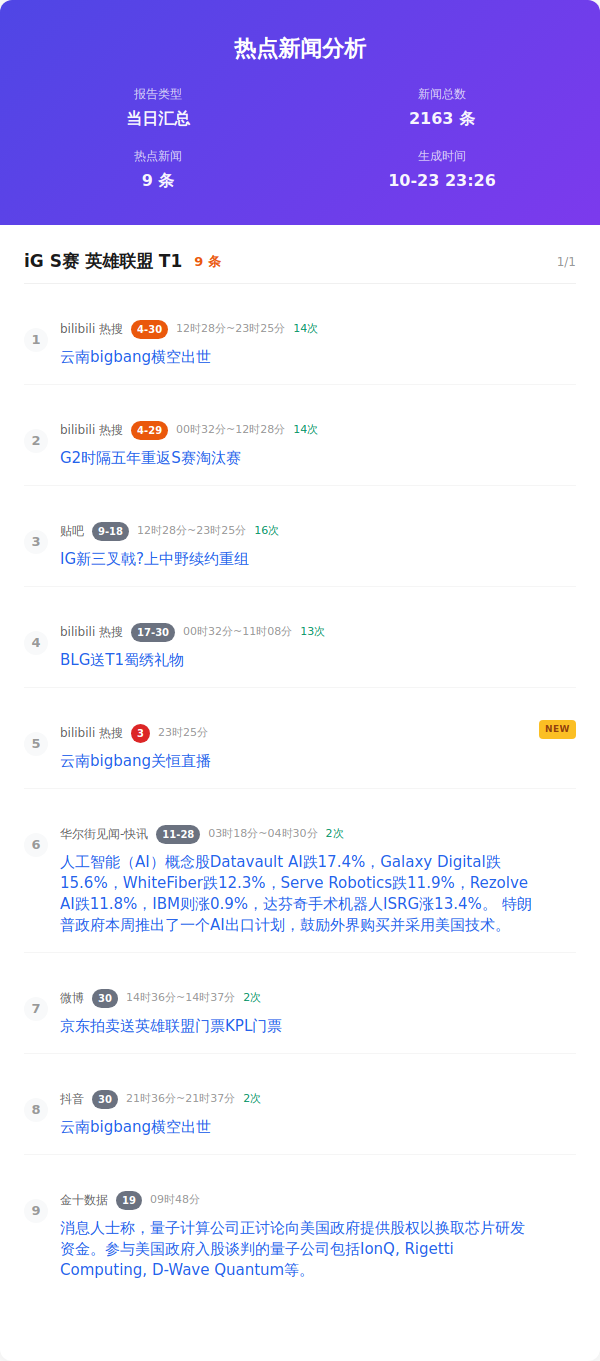 热点新闻分析
报告类型
新闻总数
当日汇总
2163 条
热点新闻
生成时间
9 条
10-23 23:26
iG S赛 英雄联盟 T1 9 条 1/1
1 bilibili 热搜 4-30 12时28分~23时25分 14次
云南bigbang横空出世
2 bilibili 热搜 4-29 00时32分~12时28分 14次
G2时隔五年重返S赛淘汰赛
3 贴吧 9-18 12时28分~23时25分 16次
IG新三叉戟?上中野续约重组
4 bilibili 热搜 17-30 00时32分~11时08分 13次
BLG送T1蜀绣礼物
5 bilibili 热搜 3 23时25分 NEW
云南bigbang关恒直播
6 华尔街见闻-快讯 11-28 03时18分~04时30分 2次
人工智能（AI）概念股Datavault AI跌17.4%，Galaxy Digital跌
15.6%，WhiteFiber跌12.3%，Serve Robotics跌11.9%，Rezolve
AI跌11.8%，IBM则涨0.9%，达芬奇手术机器人ISRG涨13.4%。 特朗
普政府本周推出了一个AI出口计划，鼓励外界购买并采用美国技术。
7 微博 30 14时36分~14时37分 2次
京东拍卖送英雄联盟门票KPL门票
8 抖音 30 21时36分~21时37分 2次
云南bigbang横空出世
9 金十数据 19 09时48分
消息人士称，量子计算公司正讨论向美国政府提供股权以换取芯片研发
资金。参与美国政府入股谈判的量子公司包括IonQ, Rigetti
Computing, D-Wave Quantum等。